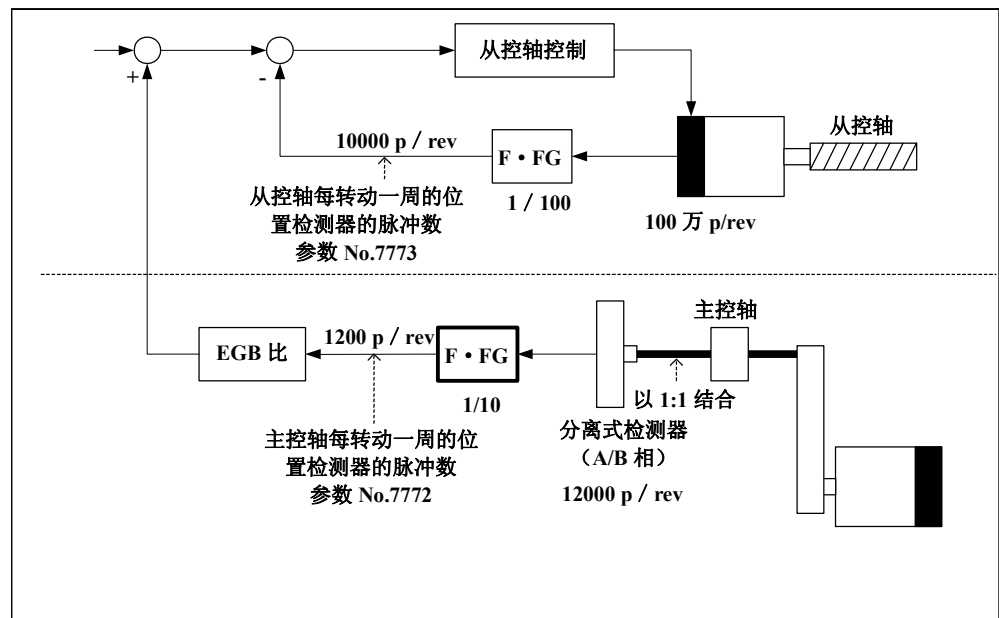 从控轴控制
+
-
从控轴
10000 p / rev
F·FG
1 / 100
100 万 p/rev
从控轴每转动一周的位
置检测器的脉冲数
参数 No.7773
主控轴
1200 p / rev
EGB 比
F·FG
1/10
以 1:1 结合
主控轴每转动一周的位
置检测器的脉冲数
参数 No.7772
分离式检测器
（A/B 相）
12000 p / rev